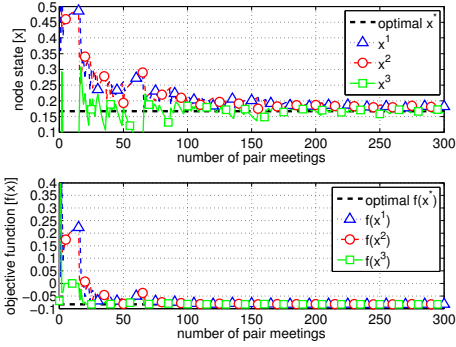 node state [x]
0.5
0.45
0.4
0.35
0.3
0.25
0.2
0.15
0.1
optimal x*
x1
x2
x3
0 50 100 150 200 250 300
number of pair meetings
objective function [f(x)]
0.4
0.35
0.3
0.25
0.2
0.15
0.1
0.05
0
−0.05
−0.1
optimal f(x*)
f(x1)
f(x2)
f(x3)
0 50 100 150 200 250 300
number of pair meetings